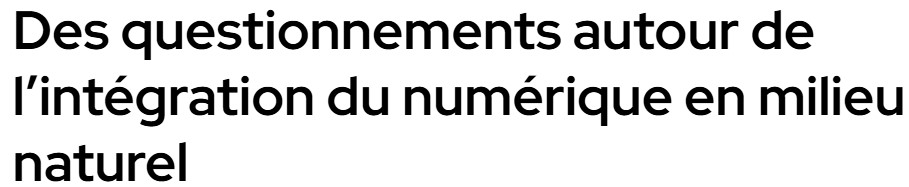 Des questionnements autour de
l’intégration du numérique en milieu
naturel